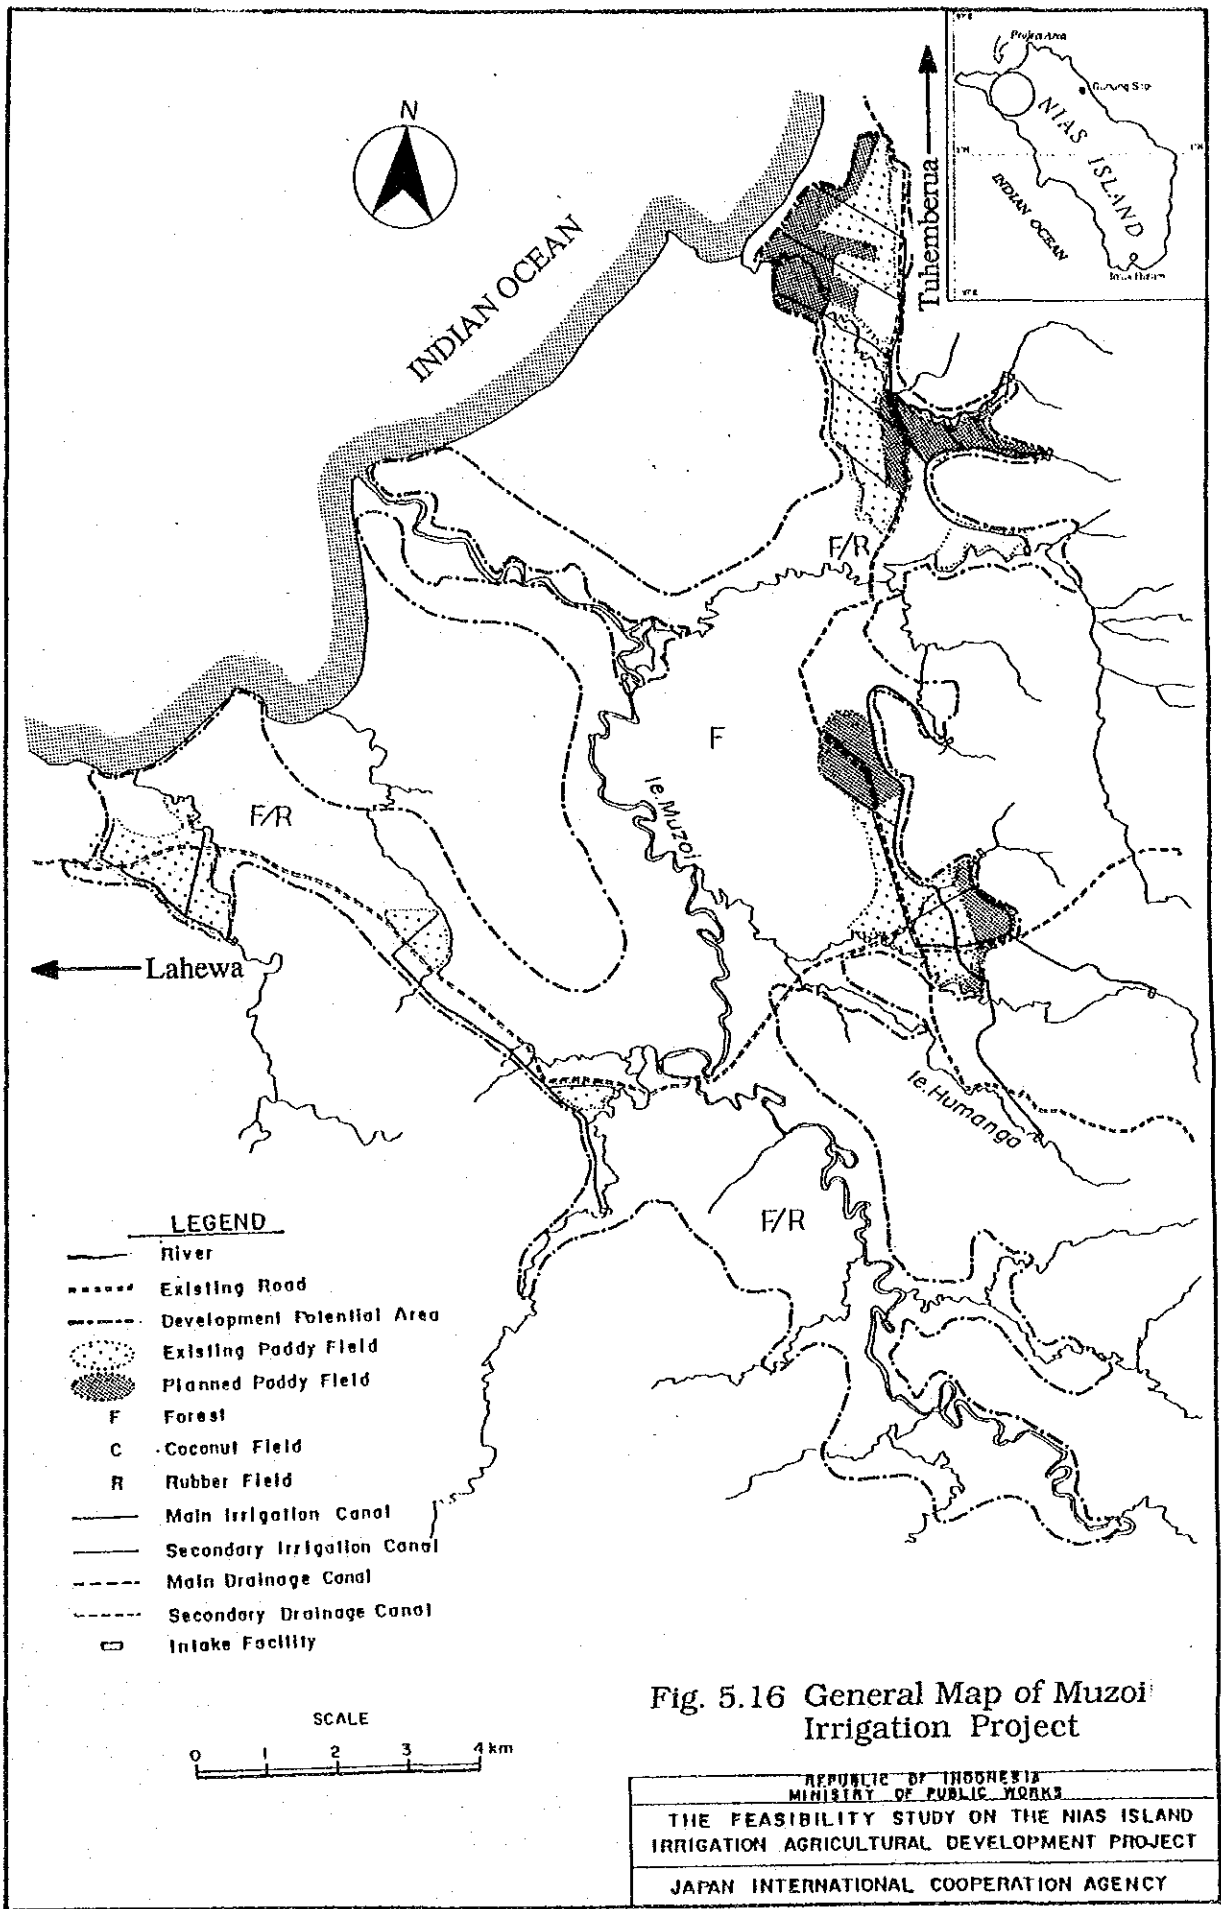 Project Area
NIAS ISLAND
INDIAN OCEAN
N
Tuhemberua
INDIAN OCEAN
F/R
F
Ie.Muzoi
F/R
Lahewa
Ie.Humanga
F/R
LEGEND
River
Existing Road
Development Potential Area
Existing Paddy Field
Planned Paddy Field
F Forest
C Coconut Field
R Rubber Field
Main Irrigation Canal
Secondary Irrigation Canal
Main Drainage Canal
Secondary Drainage Canal
Intake Facility
SCALE
0 1 2 3 4 km
Fig. 5.16 General Map of Muzoi
Irrigation Project
REPUBLIC OF INDONESIA
MINISTRY OF PUBLIC WORKS
THE FEASIBILITY STUDY ON THE NIAS ISLAND
IRRIGATION AGRICULTURAL DEVELOPMENT PROJECT
JAPAN INTERNATIONAL COOPERATION AGENCY